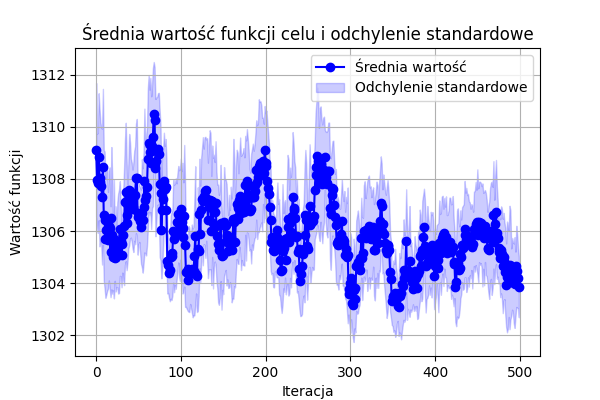 Średnia wartość funkcji celu i odchylenie standardowe
Średnia wartość
Odchylenie standardowe
Wartość funkcji
1312
1310
1308
1306
1304
1302
0 100 200 300 400 500
Iteracja